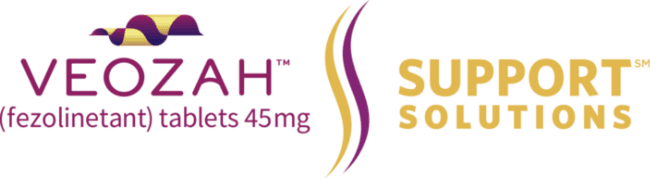 VEOZAH™
(fezolinetant) tablets 45mg
SUPPORT℠
SOLUTIONS